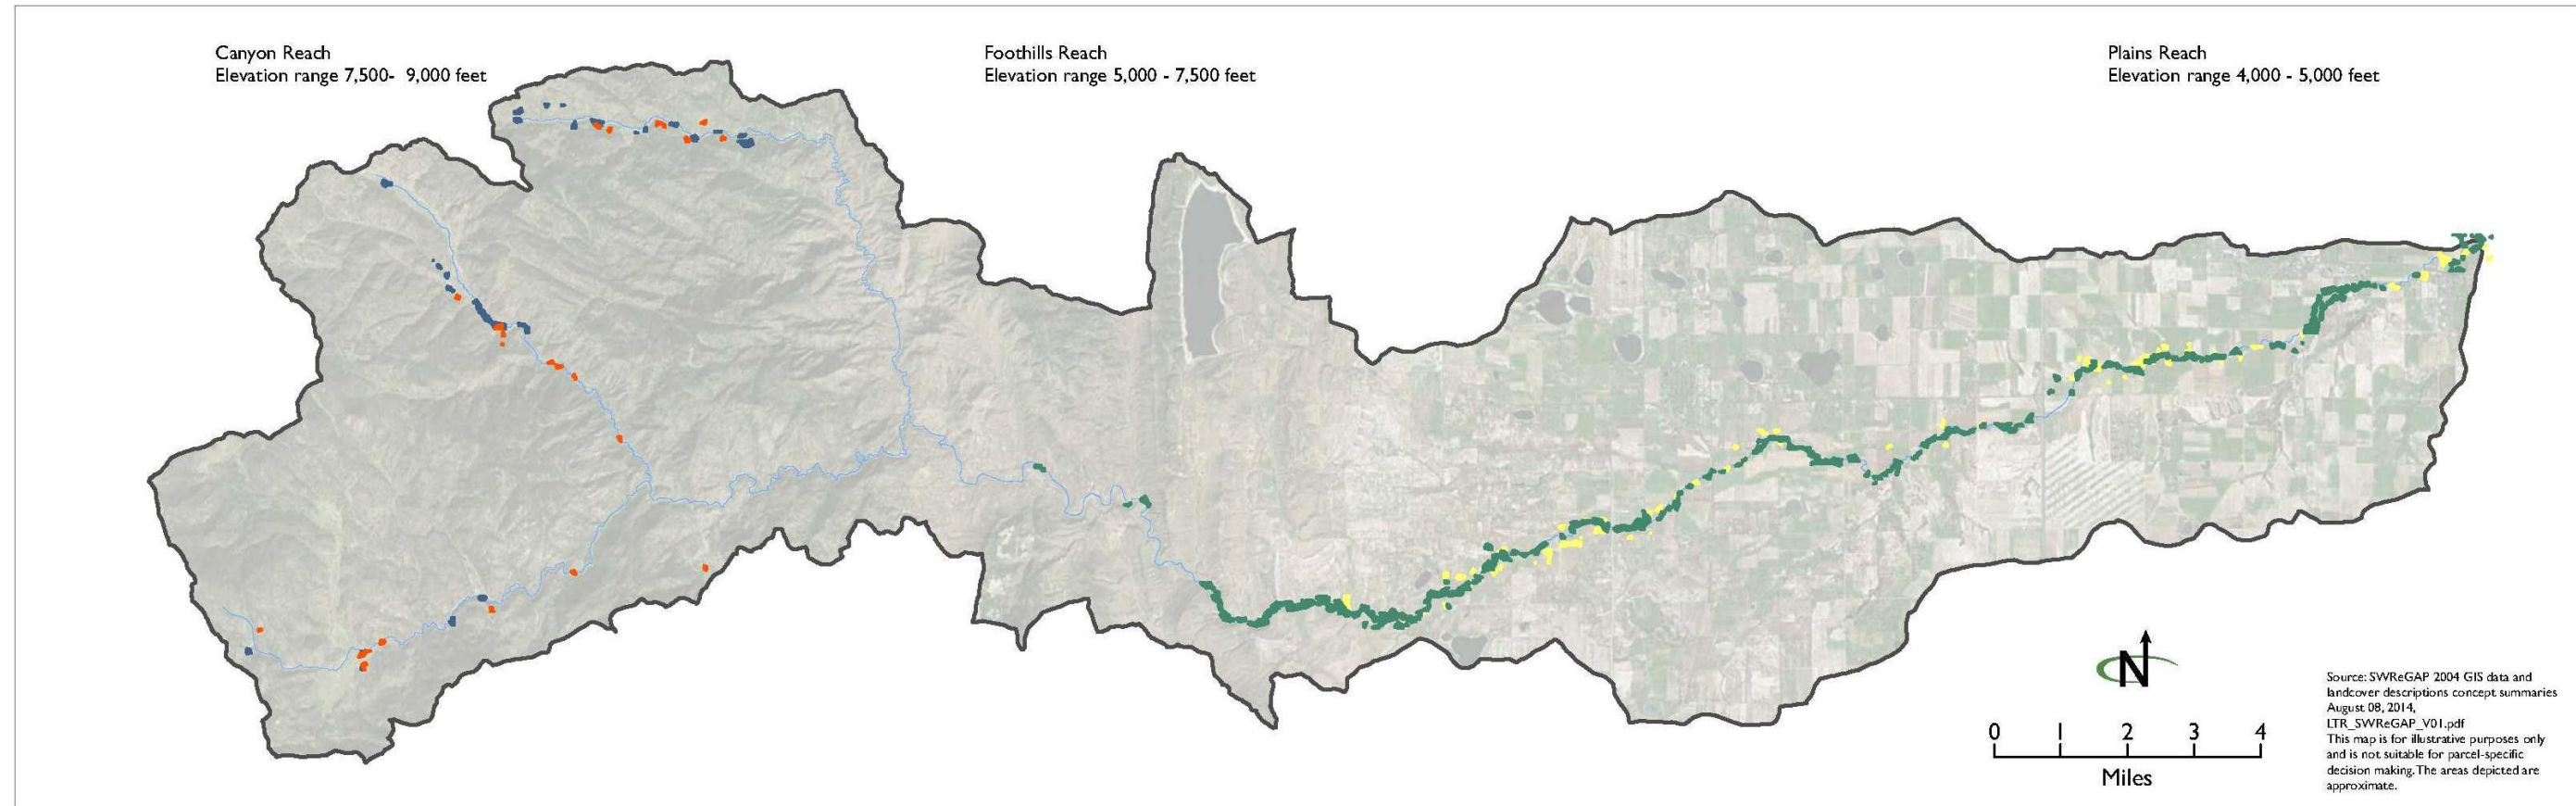 Canyon Reach
Elevation range 7,500- 9,000 feet
Foothills Reach
Elevation range 5,000 - 7,500 feet
Plains Reach
Elevation range 4,000 - 5,000 feet
N
0 1 2 3 4
Miles
Source: SWReGAP 2004 GIS data and
landcover descriptions concept summaries
August 08, 2014,
LTR_SWReGAP_V01.pdf
This map is for illustrative purposes only
and is not suitable for parcel-specific
decision making. The areas depicted are
approximate.